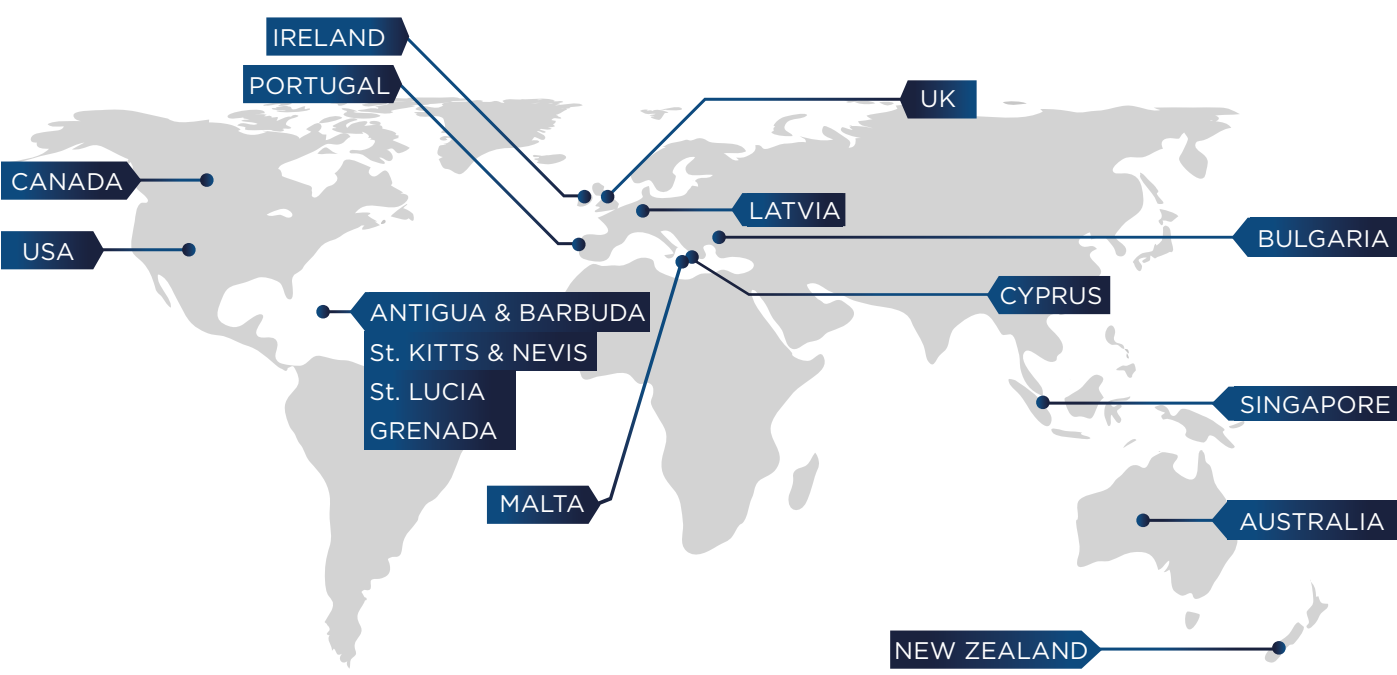 IRELAND
PORTUGAL
UK
CANADA
LATVIA
USA
BULGARIA
CYPRUS
ANTIGUA & BARBUDA
St. KITTS & NEVIS
St. LUCIA
GRENADA
SINGAPORE
MALTA
AUSTRALIA
NEW ZEALAND